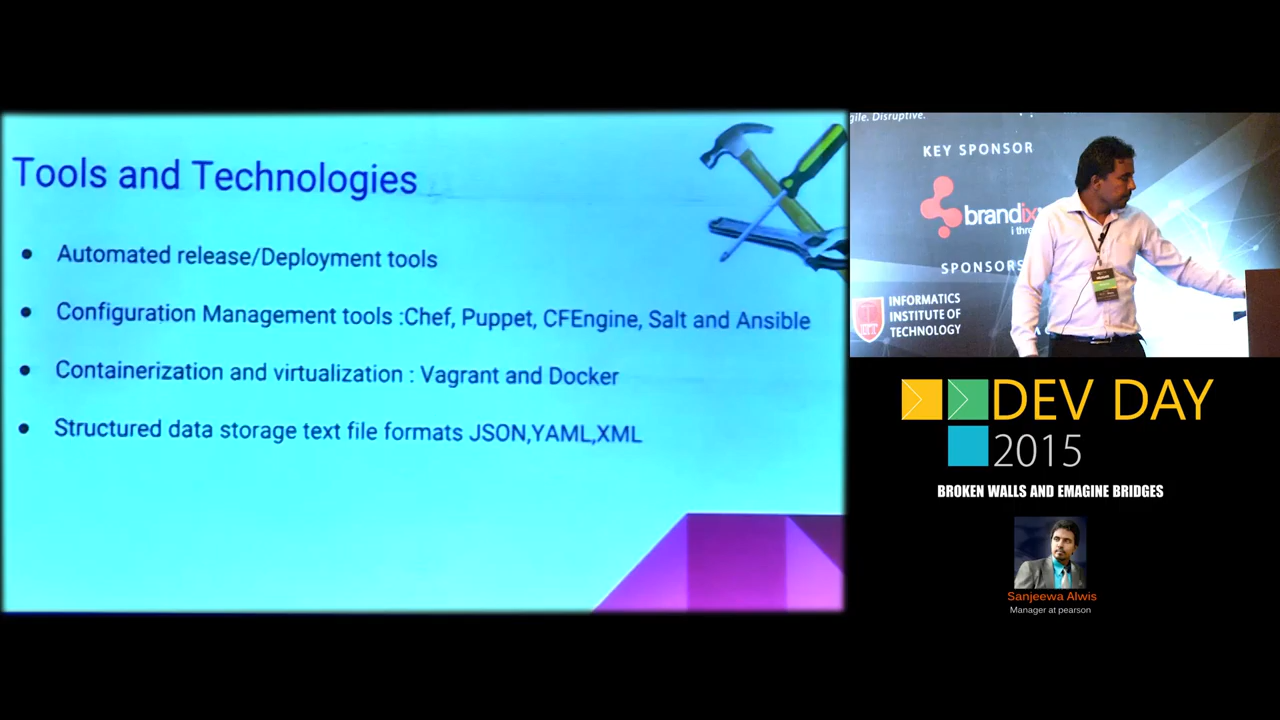 Tools and Technologies
Automated release/Deployment tools
Configuration Management tools :Chef, Puppet, CFEngine, Salt and Ansible
Containerization and virtualization : Vagrant and Docker
Structured data storage text file formats JSON,YAML,XML
Disruptive.
KEY SPONSOR
brandix
i
SPONSORS
INFORMATICS
INSTITUTE OF
TECHNOLOGY
DEV DAY
2015
BROKEN WALLS AND EMAGINE BRIDGES
Sanjeewa Alwis
Manager at pearson